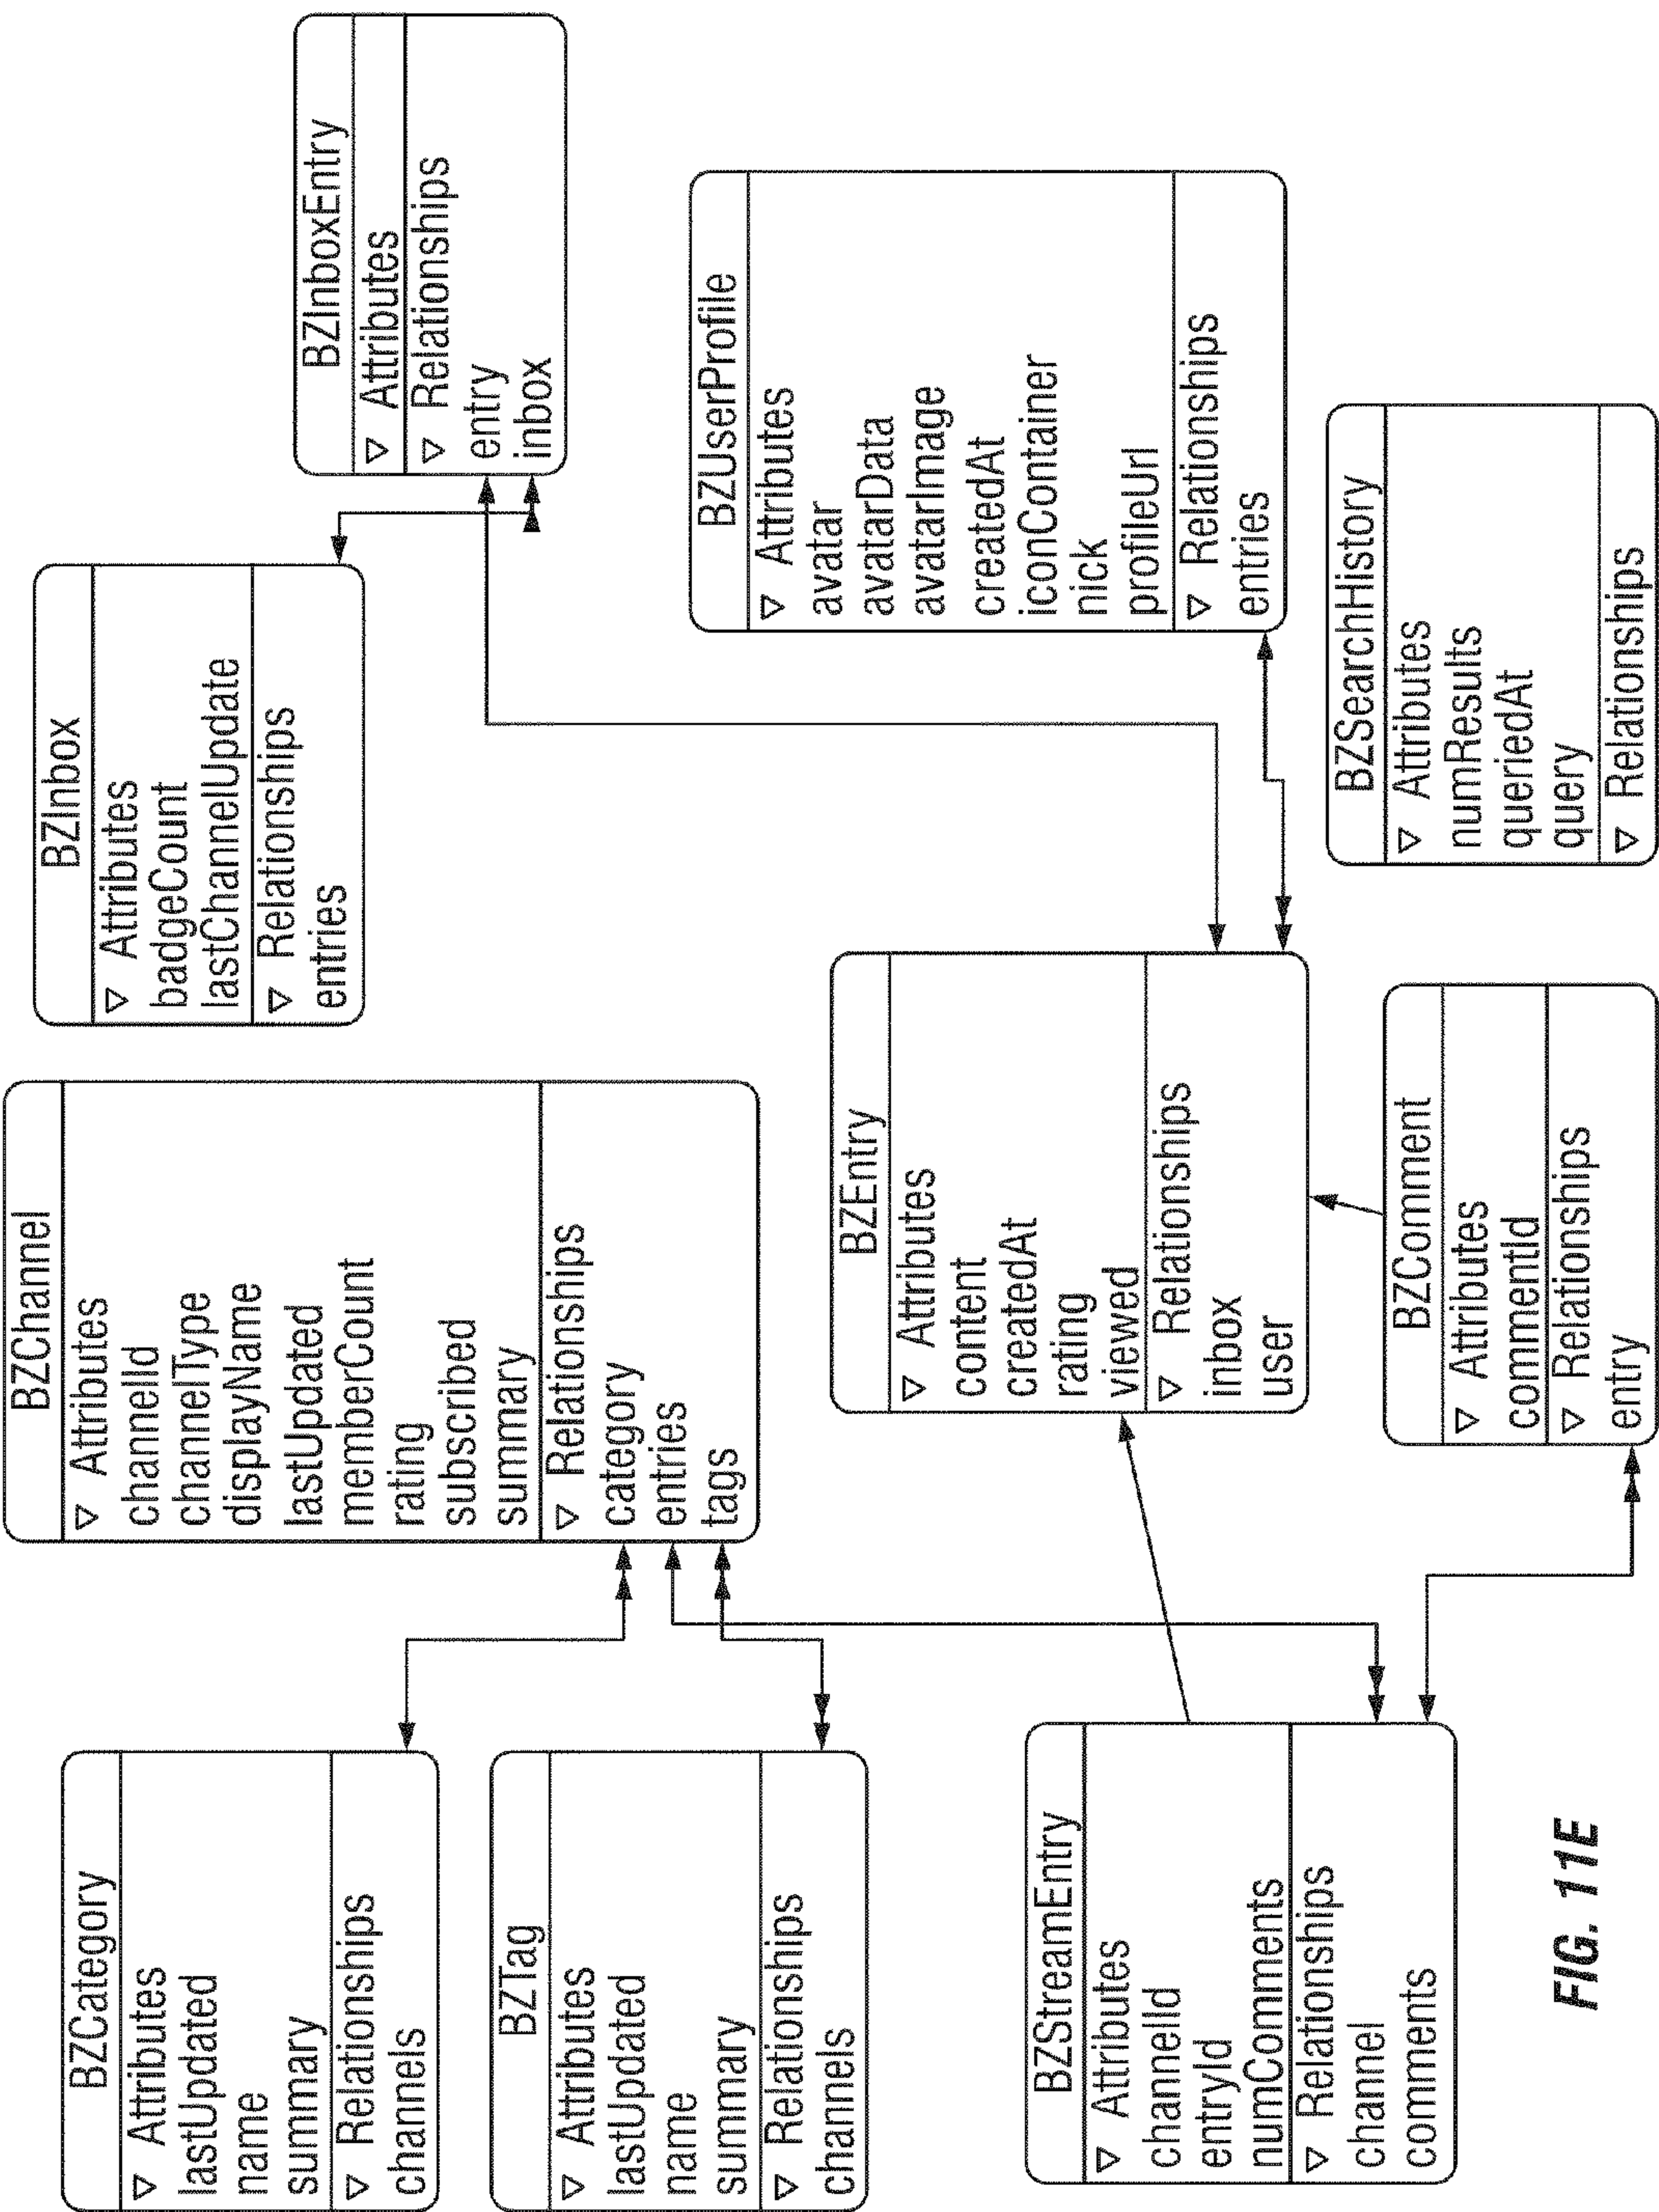 BZCategory
▽ Attributes
lastUpdated
name
summary
▽ Relationships
channels
BZTag
▽ Attributes
lastUpdated
name
summary
▽ Relationships
channels
BZStreamEntry
▽ Attributes
channelId
entryId
numComments
▽ Relationships
channel
comments
BZChannel
▽ Attributes
channelId
channelType
displayName
lastUpdated
memberCount
rating
subscribed
summary
▽ Relationships
category
entries
tags
BZEntry
▽ Attributes
content
createdAt
rating
viewed
▽ Relationships
inbox
user
BZComment
▽ Attributes
commentId
▽ Relationships
entry
BZInbox
▽ Attributes
badgeCount
lastChannelUpdate
▽ Relationships
entries
BZInboxEntry
▽ Attributes
▽ Relationships
entry
inbox
BZUserProfile
▽ Attributes
avatar
avatarData
avatarImage
createdAt
iconContainer
nick
profileUrl
▽ Relationships
entries
BZSearchHistory
▽ Attributes
numResults
queriedAt
query
▽ Relationships
FIG. 11E